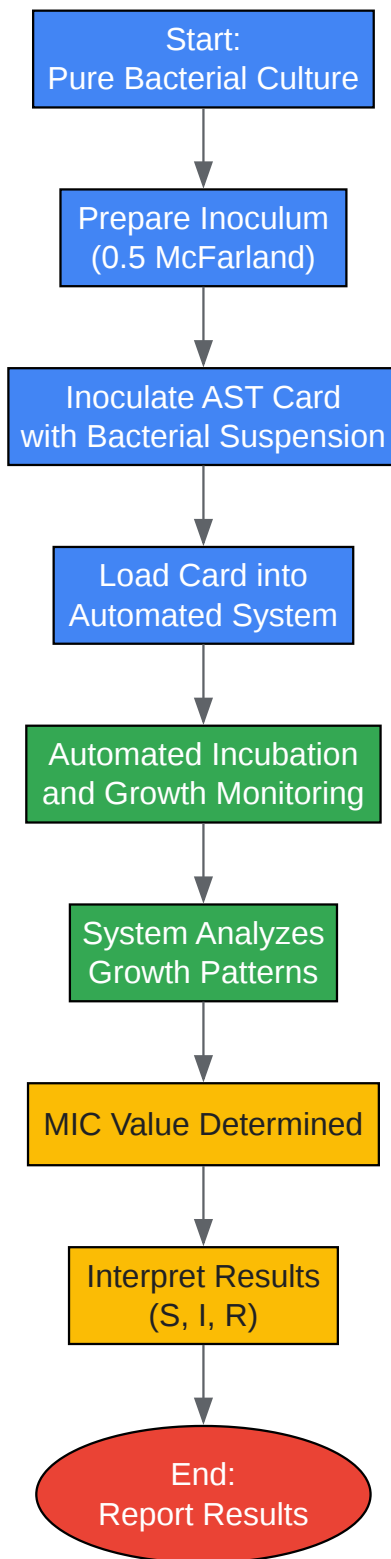 Start:
Pure Bacterial Culture
Prepare Inoculum
(0.5 McFarland)
Inoculate AST Card
with Bacterial Suspension
Load Card into
Automated System
Automated Incubation
and Growth Monitoring
System Analyzes
Growth Patterns
MIC Value Determined
Interpret Results
(S, I, R)
End:
Report Results